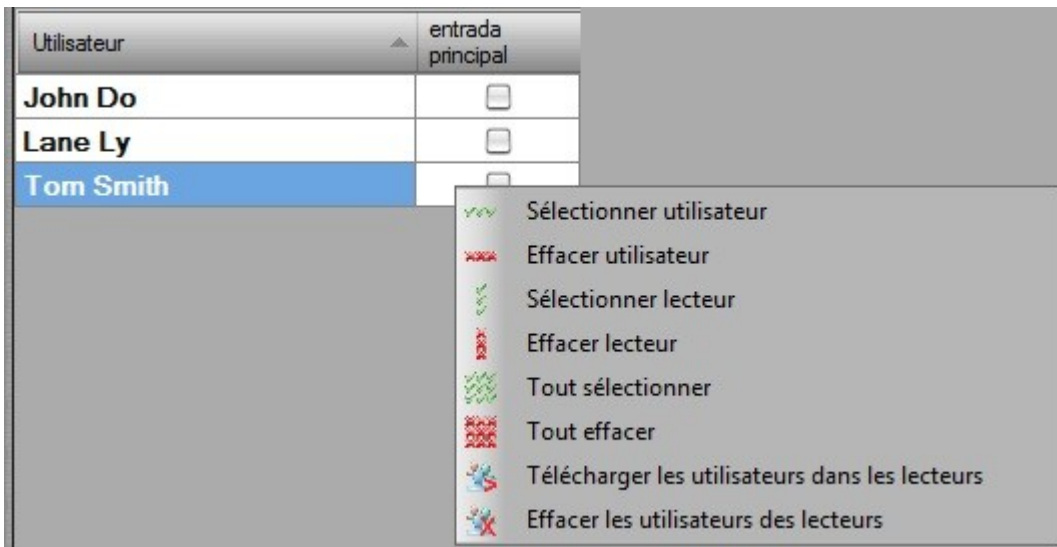 Utilisateur
entrada
principal
John Do
Lane Ly
Tom Smith
Sélectionner utilisateur
Effacer utilisateur
Sélectionner lecteur
Effacer lecteur
Tout sélectionner
Tout effacer
Télécharger les utilisateurs dans les lecteurs
Effacer les utilisateurs des lecteurs